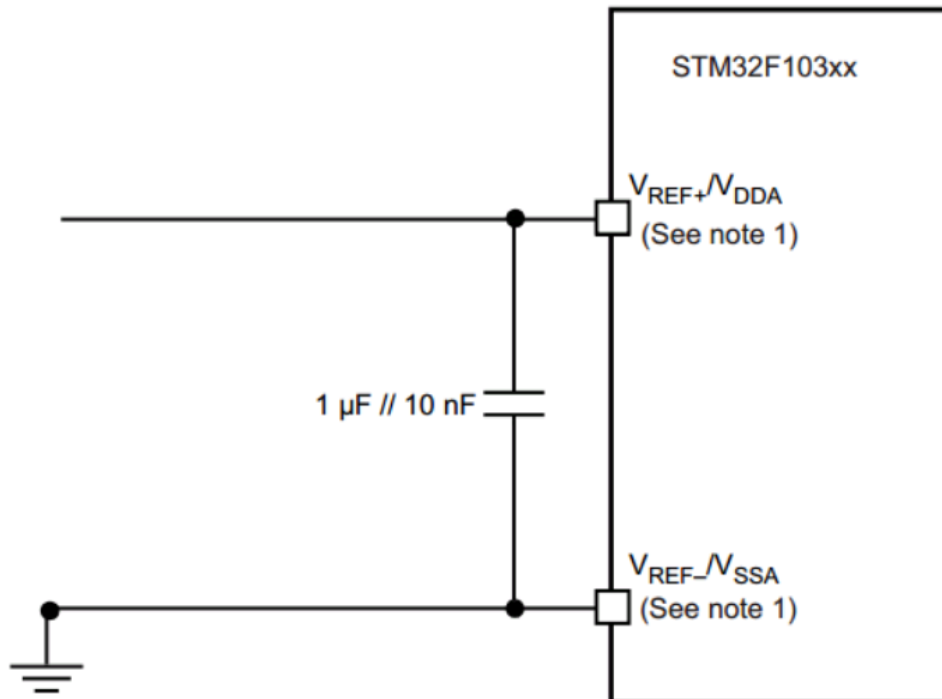 STM32F103xx
VREF+/VDDA
(See note 1)
1 µF // 10 nF
VREF–/VSSA
(See note 1)